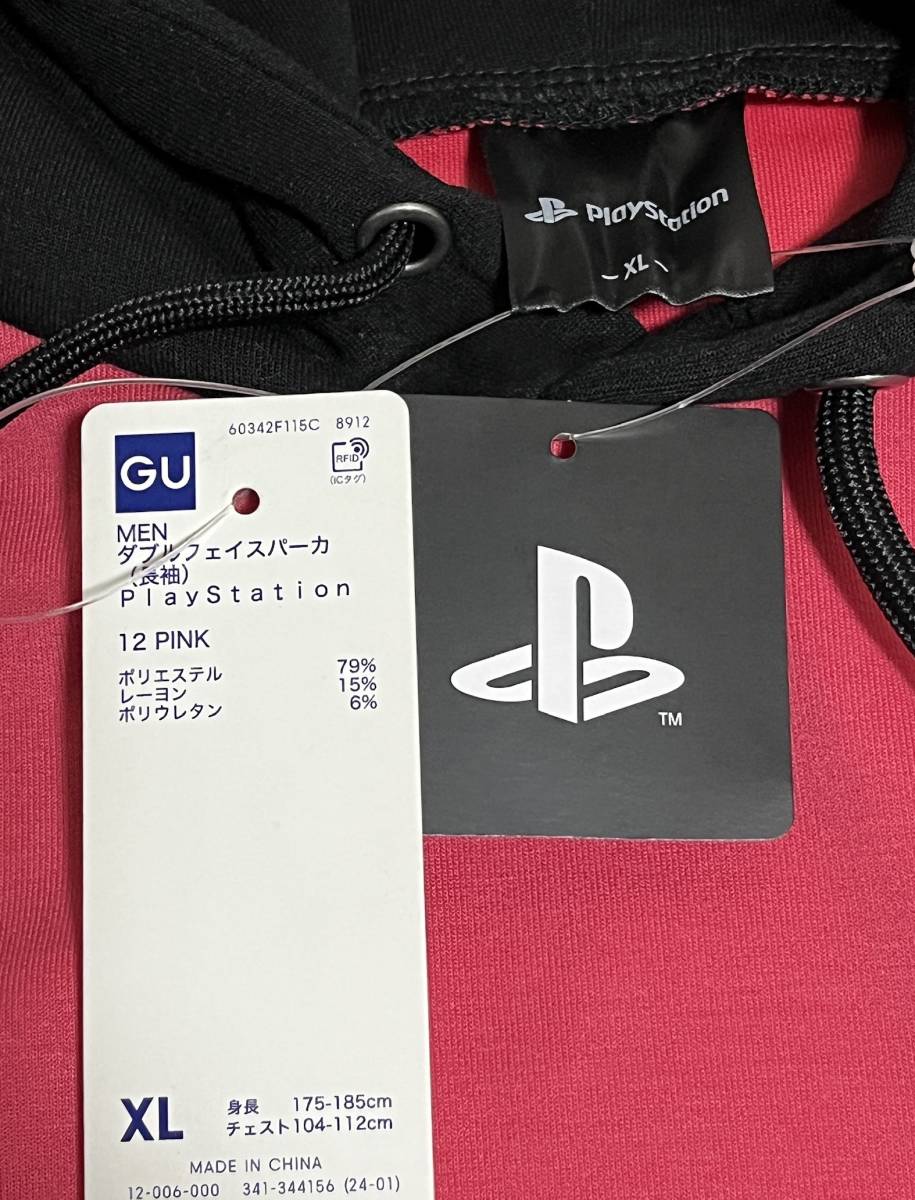 PlayStation
XL
60342F115C 8912
RFID
(ICタグ)
GU
MEN
ダブルフェイスパーカ
(長袖)
PlayStation
12 PINK
ポリエステル 79%
レーヨン 15%
ポリウレタン 6%
TM
XL
身長 175-185cm
チェスト104-112cm
MADE IN CHINA
12-006-000 341-344156 (24-01)